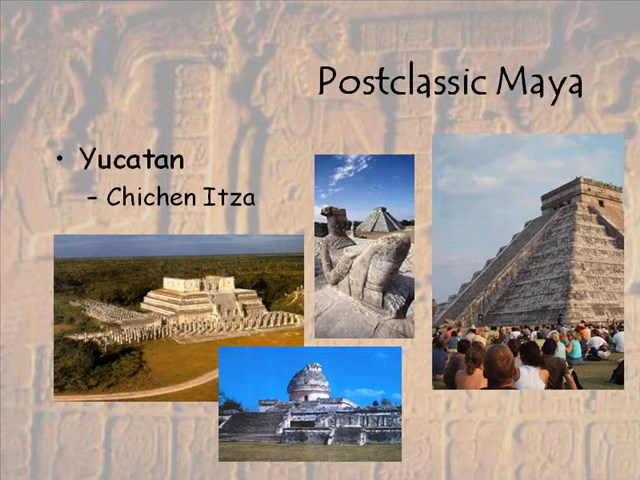 Postclassic Maya
• Yucatan
– Chichen Itza